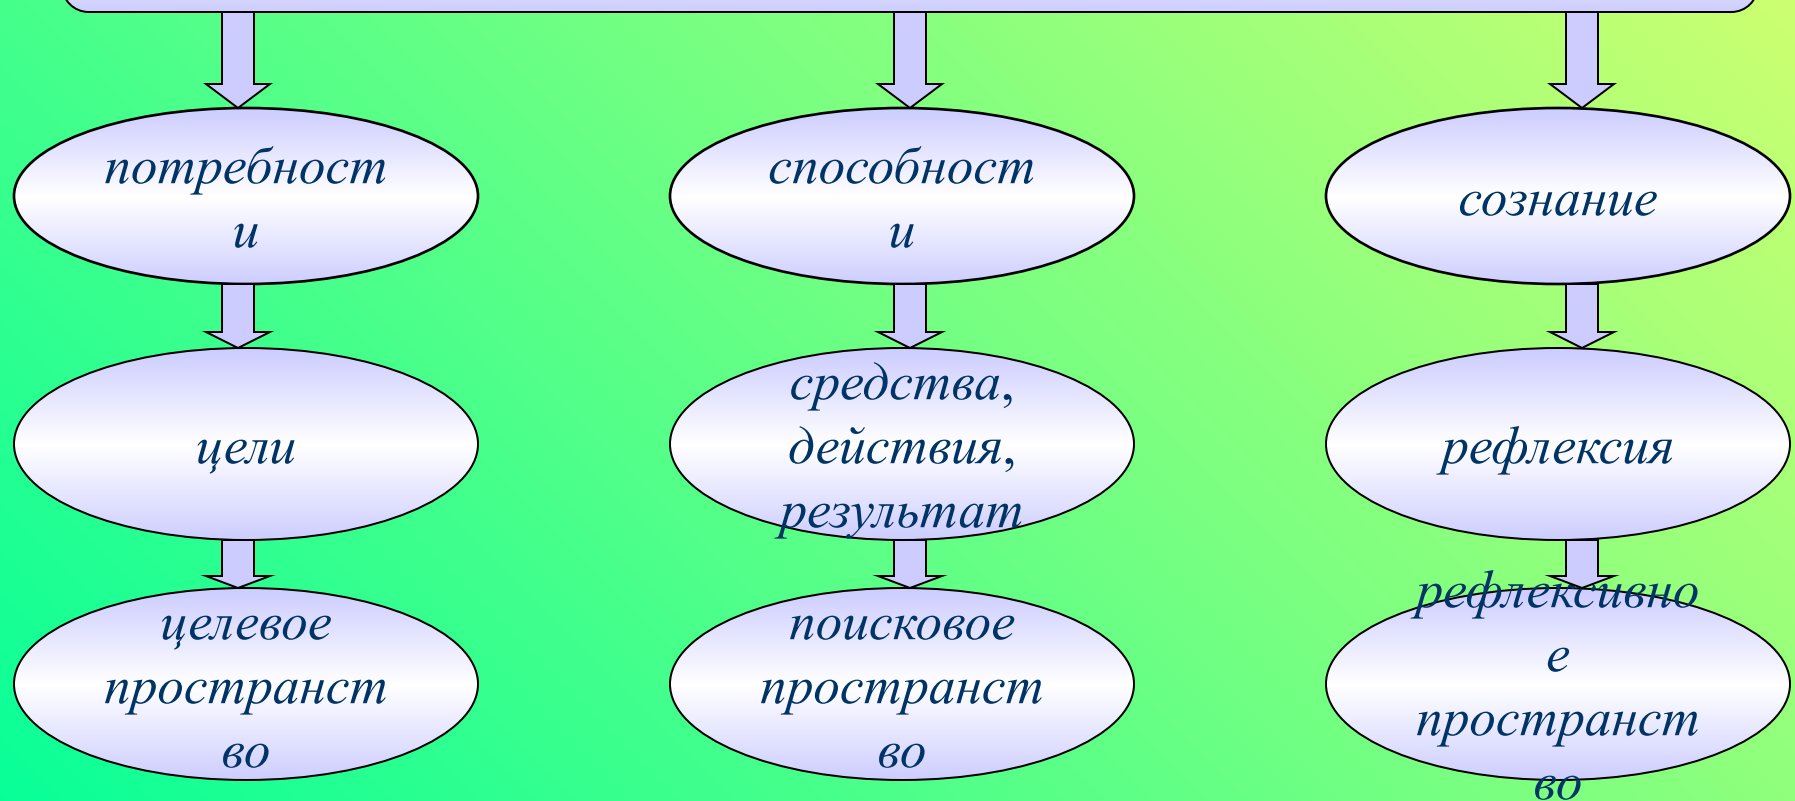 потребност
и
способност
и
сознание
цели
средства,
действия,
результат
рефлексия
целевое
пространст
во
поисковое
пространст
во
рефлексивно
е
пространст
во